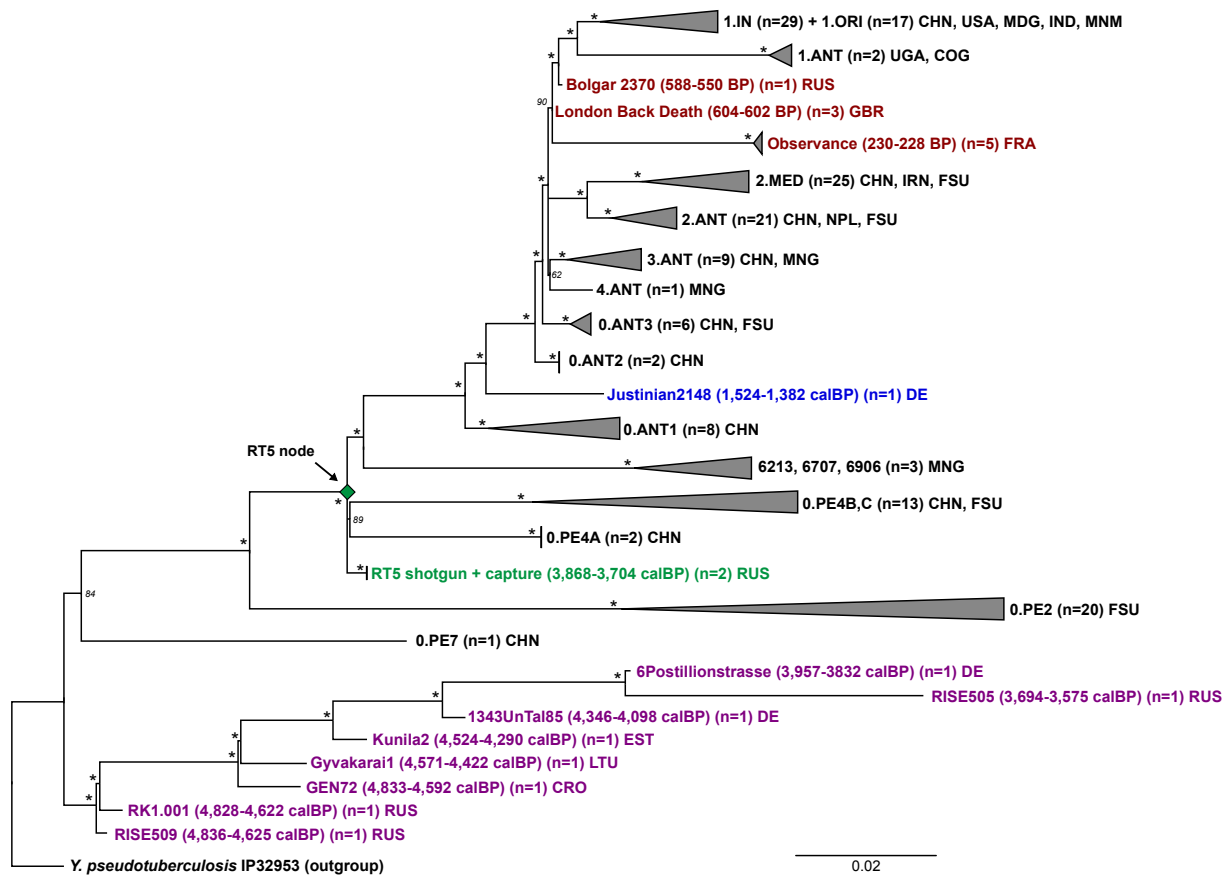 1.IN (n=29) + 1.ORI (n=17) CHN, USA, MDG, IND, MNM
*
*
1.ANT (n=2) UGA, COG
*
*
Bolgar 2370 (588-550 BP) (n=1) RUS
90
London Back Death (604-602 BP) (n=3) GBR
*
Observance (230-228 BP) (n=5) FRA
*
2.MED (n=25) CHN, IRN, FSU
*
*
*
2.ANT (n=21) CHN, NPL, FSU
*
*
3.ANT (n=9) CHN, MNG
62
4.ANT (n=1) MNG
*
*
0.ANT3 (n=6) CHN, FSU
*
*
0.ANT2 (n=2) CHN
*
Justinian2148 (1,524-1,382 calBP) (n=1) DE
*
*
0.ANT1 (n=8) CHN
RT5 node
*
*
6213, 6707, 6906 (n=3) MNG
*
*
0.PE4B,C (n=13) CHN, FSU
89
*
0.PE4A (n=2) CHN
*
RT5 shotgun + capture (3,868-3,704 calBP) (n=2) RUS
84
*
0.PE2 (n=20) FSU
0.PE7 (n=1) CHN
6Postillionstrasse (3,957-3832 calBP) (n=1) DE
*
*
RISE505 (3,694-3,575 calBP) (n=1) RUS
*
1343UnTal85 (4,346-4,098 calBP) (n=1) DE
*
Kunila2 (4,524-4,290 calBP) (n=1) EST
*
*
Gyvakarai1 (4,571-4,422 calBP) (n=1) LTU
*
GEN72 (4,833-4,592 calBP) (n=1) CRO
*
RK1.001 (4,828-4,622 calBP) (n=1) RUS
RISE509 (4,836-4,625 calBP) (n=1) RUS
Y. pseudotuberculosis IP32953 (outgroup)
0.02